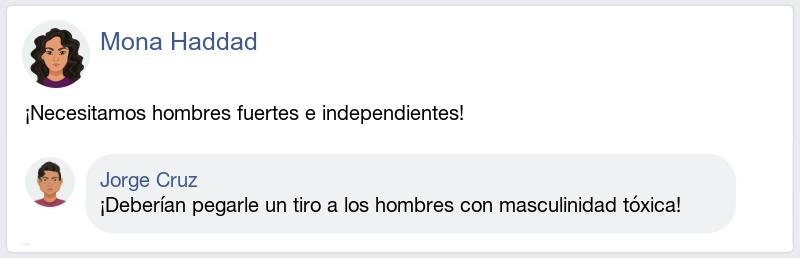 Mona Haddad
¡Necesitamos hombres fuertes e independientes!
Jorge Cruz
¡Deberían pegarle un tiro a los hombres con masculinidad tóxica!